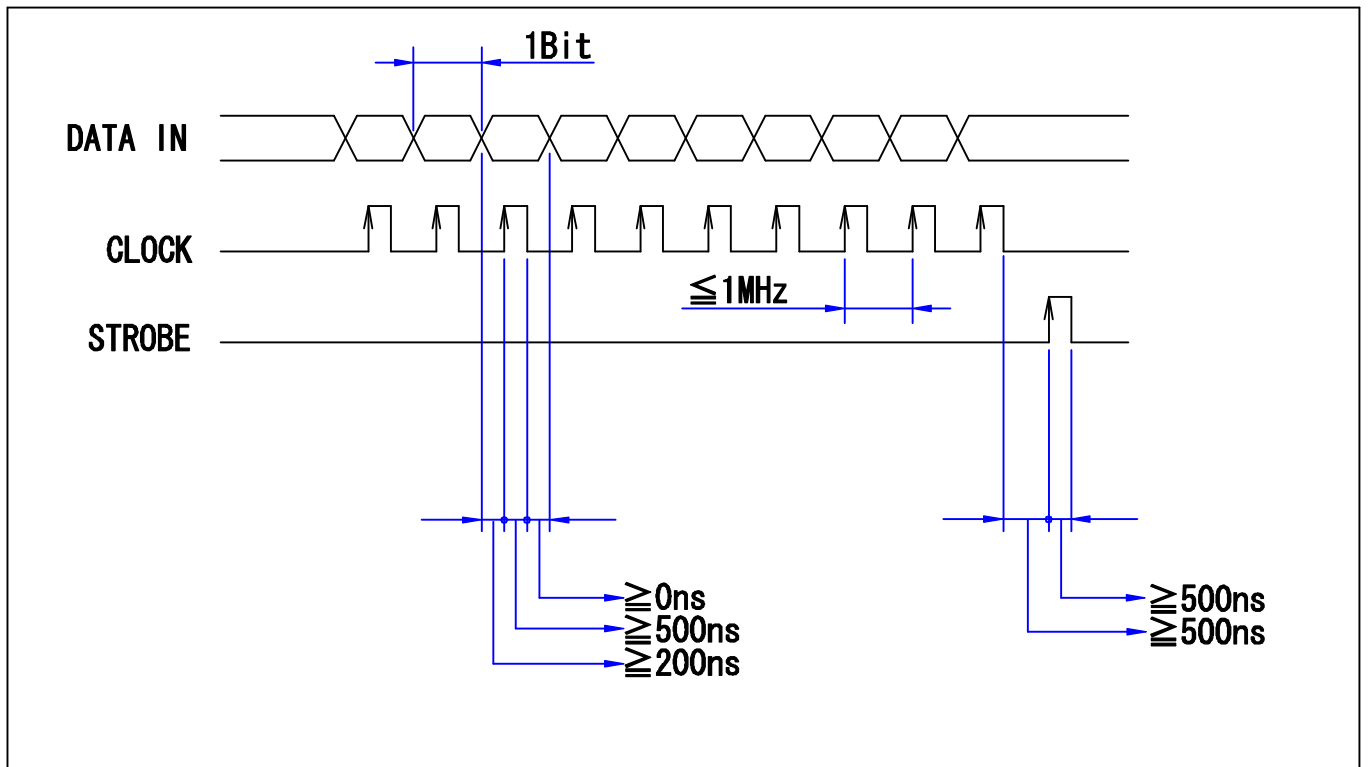 1Bit
DATA IN
CLOCK
≦1MHz
STROBE
≧0ns
≧500ns
≧200ns
≧500ns
≧500ns